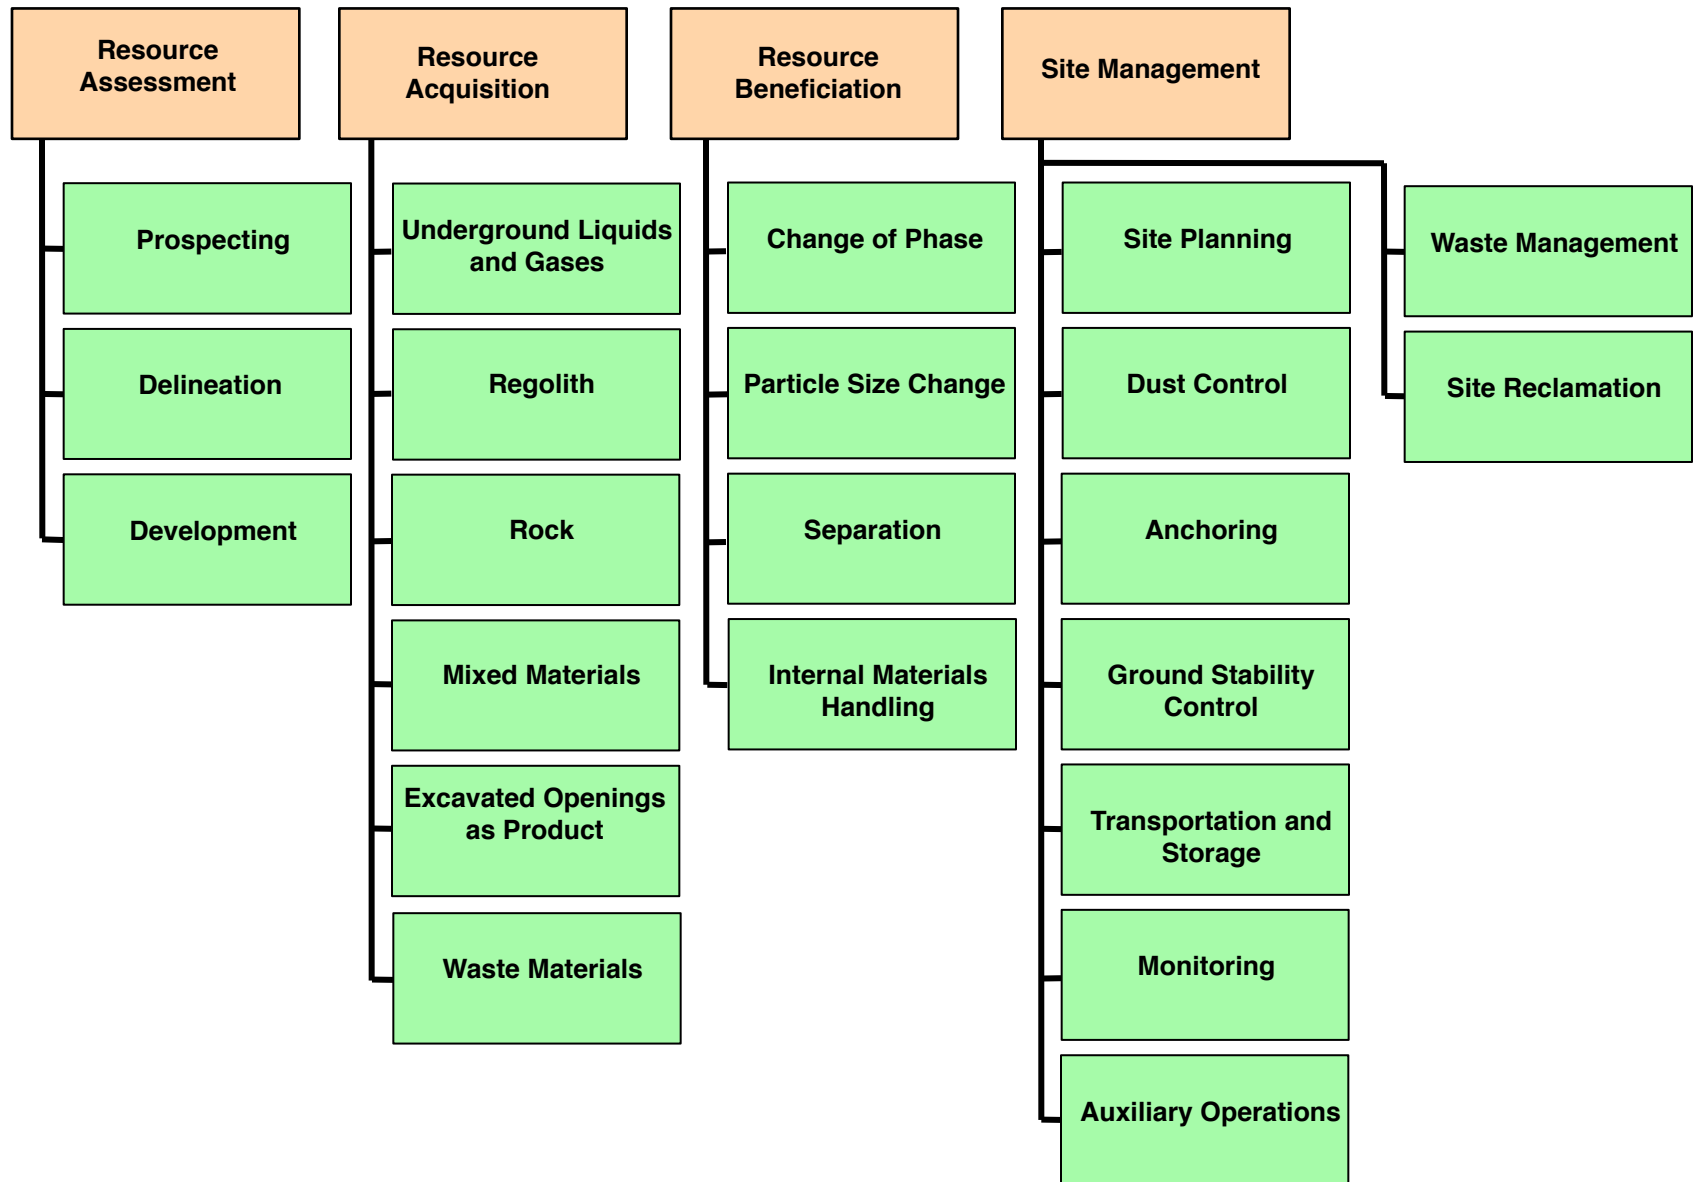 Resource
Assessment
Prospecting
Delineation
Development
Resource
Acquisition
Underground Liquids
and Gases
Regolith
Rock
Mixed Materials
Excavated Openings
as Product
Waste Materials
Resource
Beneficiation
Change of Phase
Particle Size Change
Separation
Internal Materials
Handling
Site Management
Site Planning
Dust Control
Anchoring
Ground Stability
Control
Transportation and
Storage
Monitoring
Auxiliary Operations
Waste Management
Site Reclamation